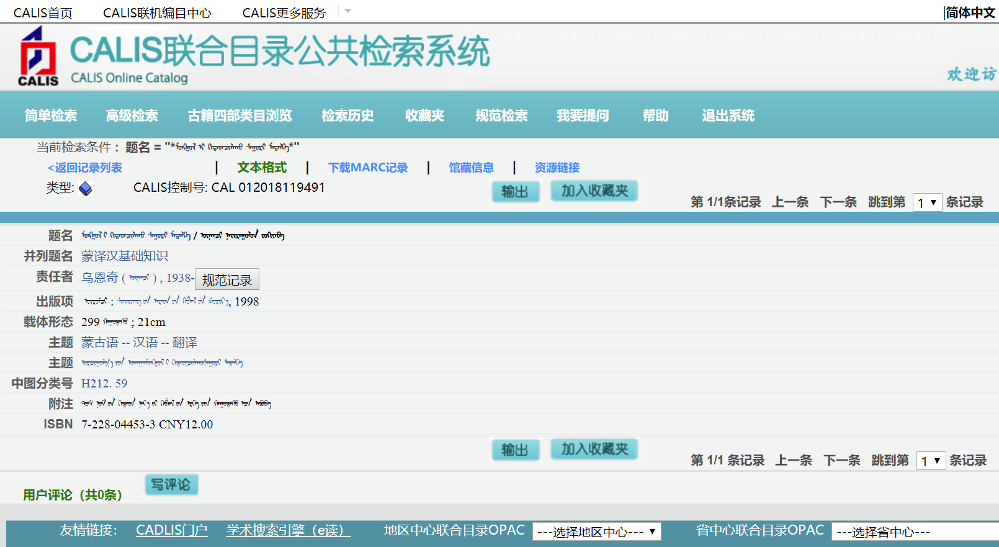 CALIS首页 CALIS联机编目中心 CALIS更多服务 |简体中文
CALIS联合目录公共检索系统
CALIS
CALIS Online Catalog
欢迎访
简单检索 高级检索 古籍四部类目浏览 检索历史 收藏夹 规范检索 我要提问 帮助 退出系统
当前检索条件： 题名 = "* *"
<返回记录列表 | 文本格式 | 下载MARC记录 | 馆藏信息 | 资源链接
类型: CALIS控制号: CAL 012018119491 输出 加入收藏夹
第 1/1条记录 上一条 下一条 跳到第 1 条记录
题名 /
并列题名 蒙译汉基础知识
责任者 乌恩奇 ( ) , 1938- 规范记录
出版项 : , 1998
载体形态 299 ; 21cm
主题 蒙古语 -- 汉语 -- 翻译
主题
中图分类号 H212. 59
附注
ISBN 7-228-04453-3 CNY12.00
输出 加入收藏夹
第 1/1 条记录 上一条 下一条 跳到第 1 条记录
用户评论（共0条） 写评论
友情链接： CADLIS门户 学术搜索引擎（e读） 地区中心联合目录OPAC ---选择地区中心--- 省中心联合目录OPAC ---选择省中心---